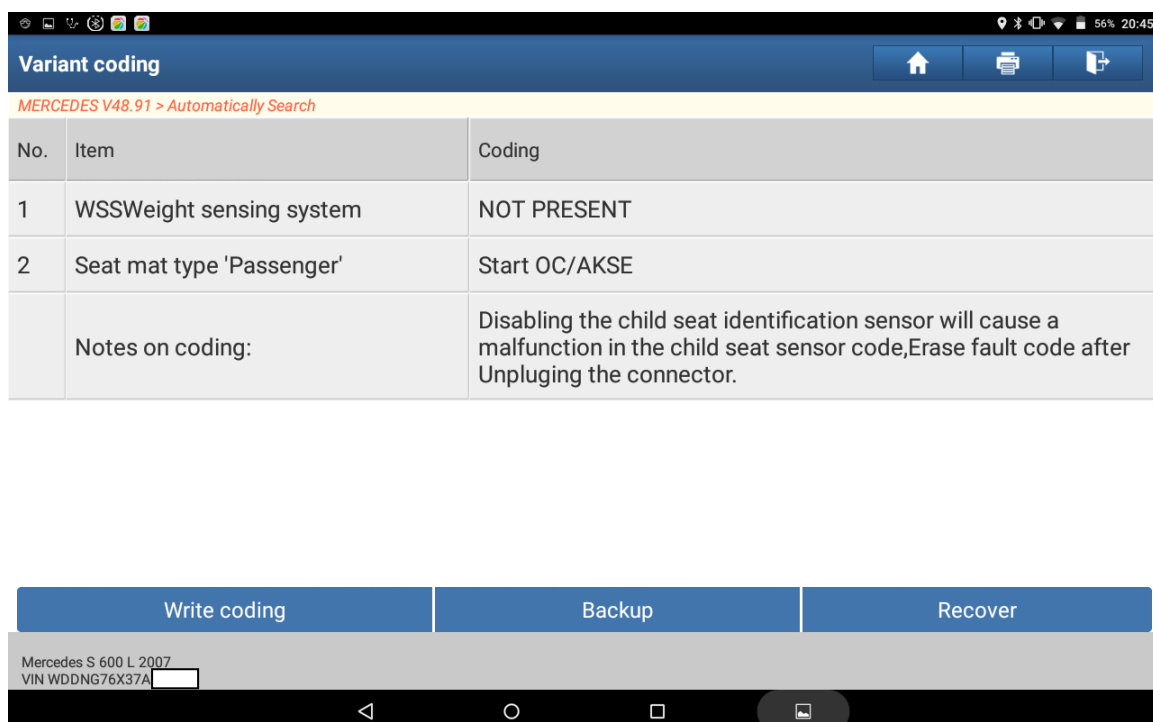 56% 20:45
Variant coding
MERCEDES V48.91 > Automatically Search
No. Item Coding
1 WSSWeight sensing system NOT PRESENT
2 Seat mat type 'Passenger' Start OC/AKSE
Notes on coding: Disabling the child seat identification sensor will cause a
malfunction in the child seat sensor code,Erase fault code after
Unpluging the connector.
Write coding Backup Recover
Mercedes S 600 L 2007
VIN WDDNG76X37A